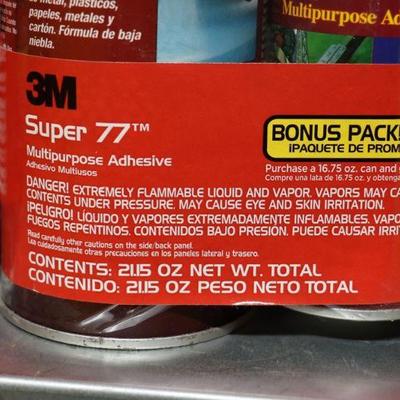 de metal, plásticos,
papeles, metales y
cartón. Fórmula de baja
niebla.
Multipurpose Ad
3M
Super 77™
Multipurpose Adhesive
Adhesivo Multiusos
BONUS PACK
¡PAQUETE DE PROM
Purchase a 16.75 oz. can and
Compre una lata de 16.75 oz. y obtenga
DANGER! EXTREMELY FLAMMABLE LIQUID AND VAPOR. VAPORS MAY CA
CONTENTS UNDER PRESSURE. MAY CAUSE EYE AND SKIN IRRITATION.
¡PELIGRO! LÍQUIDO Y VAPORES EXTREMADAMENTE INFLAMABLES. VAPO
FUEGOS REPENTINOS. CONTENIDOS BAJO PRESIÓN. PUEDE CAUSAR IRRIT
Read carefully other cautions on the side/back panel.
Lea cuidadosamente otras precauciones en los paneles lateral y trasero.
CONTENTS: 21.15 OZ NET WT. TOTAL
CONTENIDO: 21.15 OZ PESO NETO TOTAL